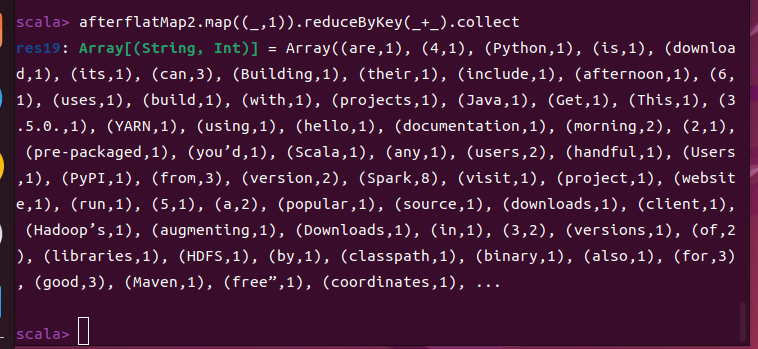 scala> afterflatMap2.map((_,1)).reduceByKey(_+_).collect
res19: Array[(String, Int)] = Array((are,1), (4,1), (Python,1), (is,1), (downloa
d,1), (its,1), (can,3), (Building,1), (their,1), (include,1), (afternoon,1), (6,
1), (uses,1), (build,1), (with,1), (projects,1), (Java,1), (Get,1), (This,1), (3
.5.0.,1), (YARN,1), (using,1), (hello,1), (documentation,1), (morning,2), (2,1),
(pre-packaged,1), (you’d,1), (Scala,1), (any,1), (users,2), (handful,1), (Users
,1), (PyPI,1), (from,3), (version,2), (Spark,8), (visit,1), (project,1), (websit
e,1), (run,1), (5,1), (a,2), (popular,1), (source,1), (downloads,1), (client,1),
(Hadoop’s,1), (augmenting,1), (Downloads,1), (in,1), (3,2), (versions,1), (of,2
), (libraries,1), (HDFS,1), (by,1), (classpath,1), (binary,1), (also,1), (for,3)
, (good,3), (Maven,1), (free”,1), (coordinates,1), ...
scala>